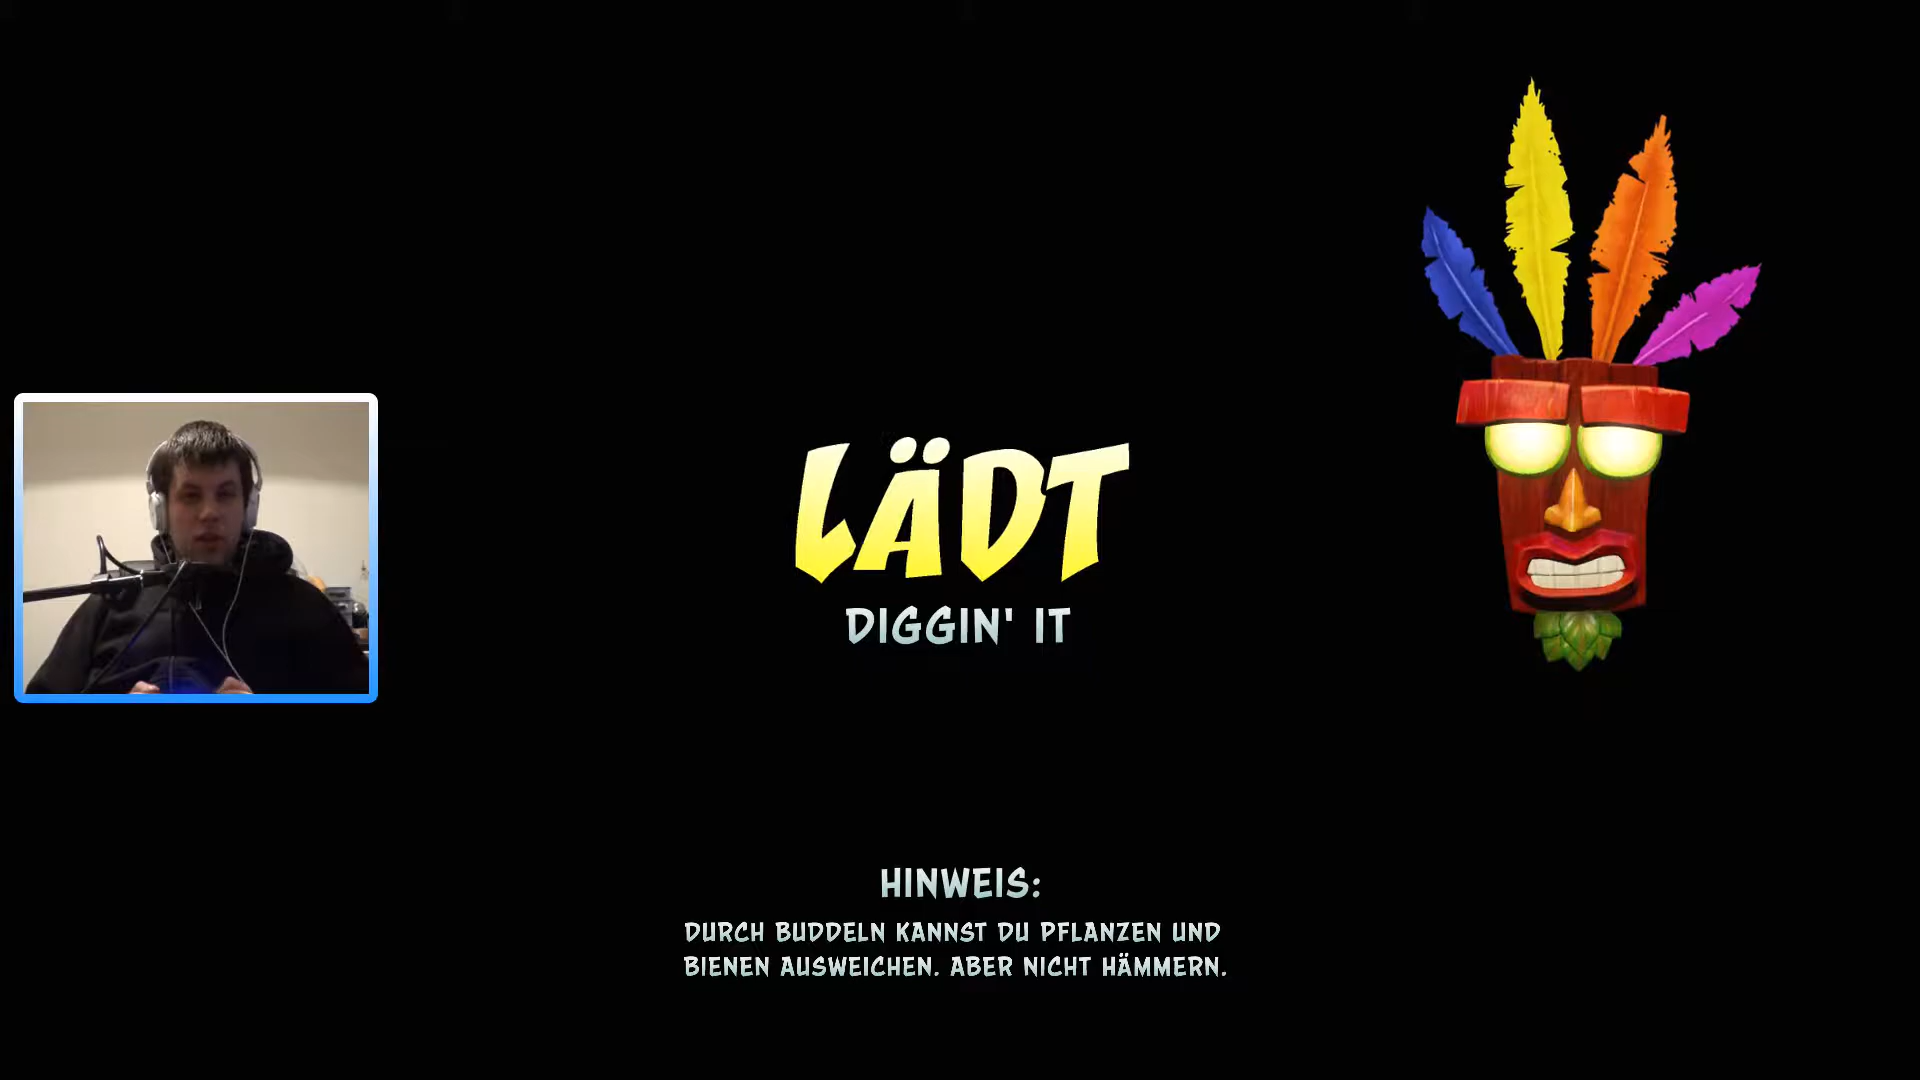 LÄDT
DIGGIN' IT
HINWEIS:
DURCH BUDDELN KANNST DU PFLANZEN UND
BIENEN AUSWEICHEN. ABER NICHT HÄMMERN.